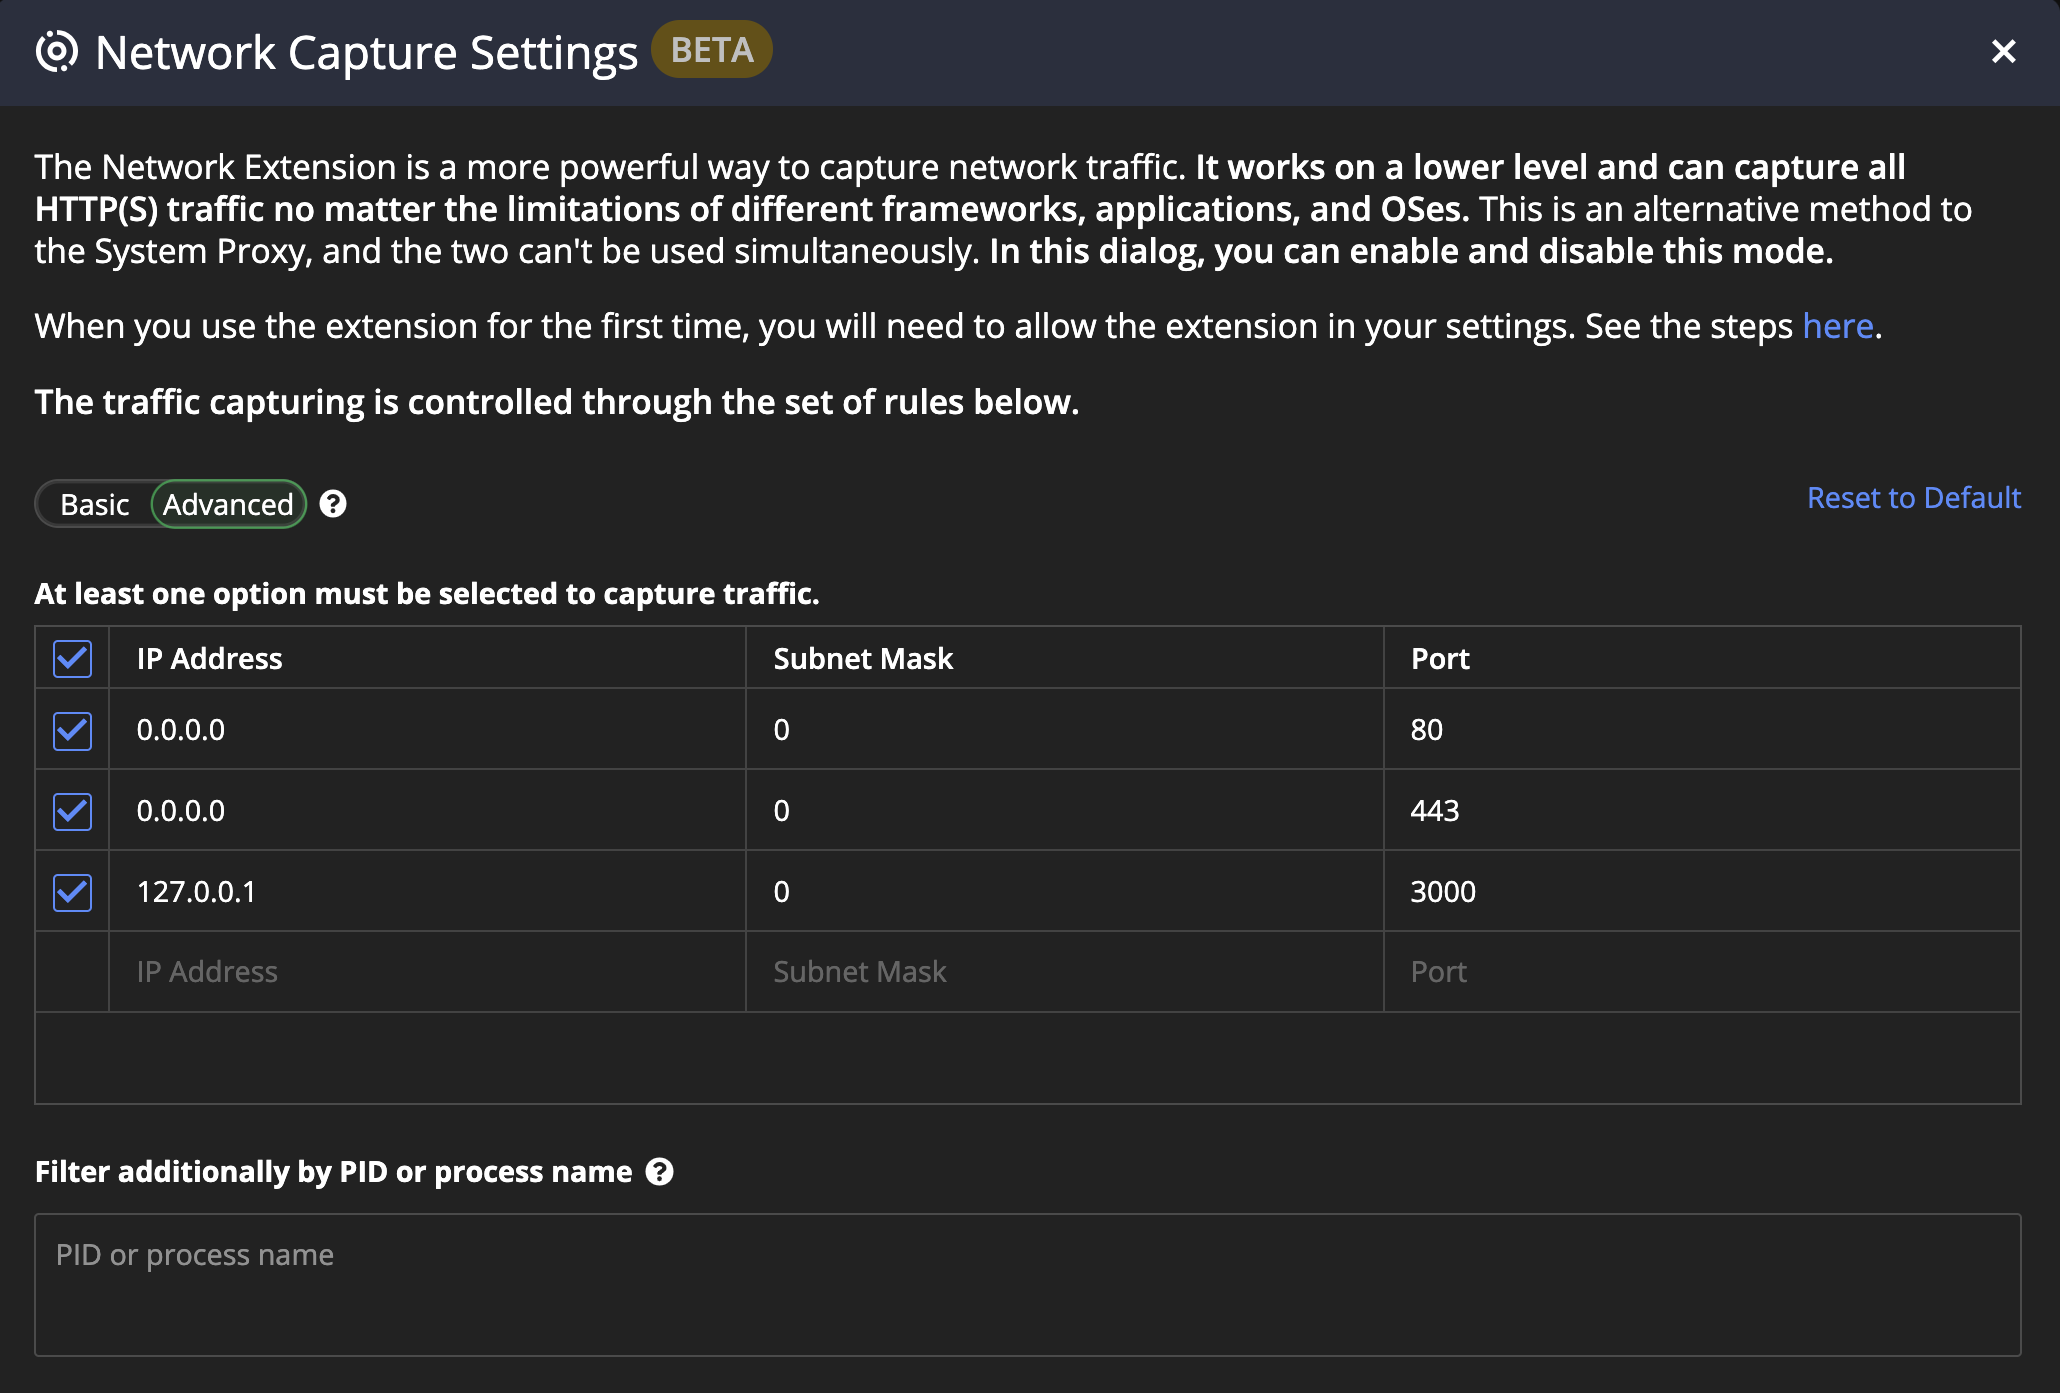 Network Capture Settings BETA
The Network Extension is a more powerful way to capture network traffic. It works on a lower level and can capture all
HTTP(S) traffic no matter the limitations of different frameworks, applications, and OSes. This is an alternative method to
the System Proxy, and the two can't be used simultaneously. In this dialog, you can enable and disable this mode.
When you use the extension for the first time, you will need to allow the extension in your settings. See the steps here.
The traffic capturing is controlled through the set of rules below.
Basic Advanced Reset to Default
At least one option must be selected to capture traffic.
IP Address Subnet Mask Port
0.0.0.0 0 80
0.0.0.0 0 443
127.0.0.1 0 3000
IP Address Subnet Mask Port
Filter additionally by PID or process name
PID or process name